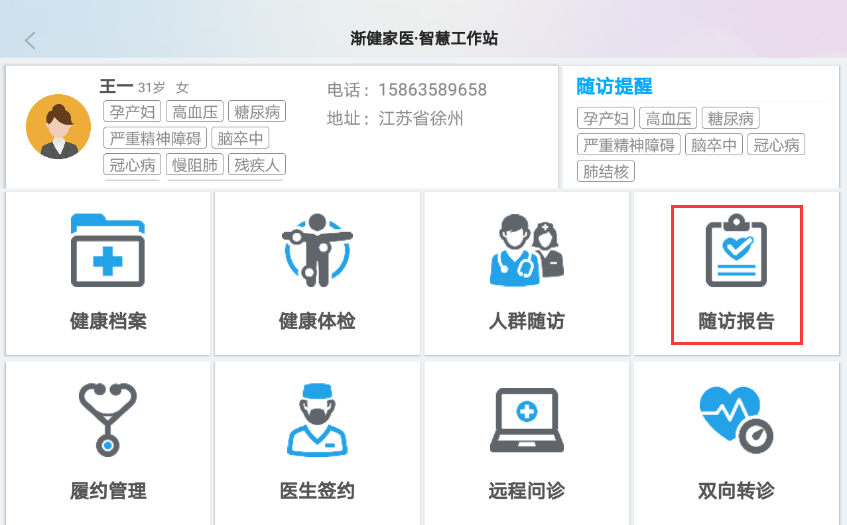 渐健家医·智慧工作站
王一 31岁 女
孕产妇 高血压 糖尿病
严重精神障碍 脑卒中
冠心病 慢阻肺 残疾人
电话：15863589658
地址：江苏省徐州
随访提醒
孕产妇 高血压 糖尿病
严重精神障碍 脑卒中 冠心病
肺结核
健康档案 健康体检 人群随访 随访报告
履约管理 医生签约 远程问诊 双向转诊